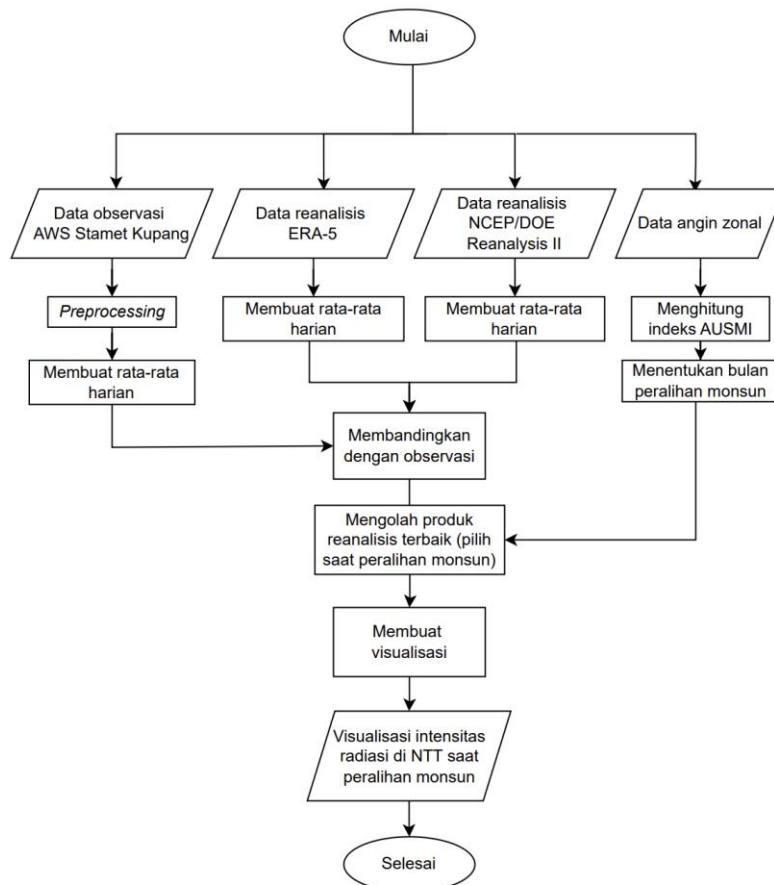 Mulai
Data observasi
AWS Stamet Kupang
Data reanalisis
ERA-5
Data reanalisis
NCEP/DOE
Reanalysis II
Data angin zonal
Preprocessing
Membuat rata-rata
harian
Membuat rata-rata
harian
Menghitung
indeks AUSMI
Membuat rata-rata
harian
Menentukan bulan
peralihan monsun
Membandingkan
dengan observasi
Mengolah produk
reanalisis terbaik (pilih
saat peralihan monsun)
Membuat
visualisasi
Visualisasi intensitas
radiasi di NTT saat
peralihan monsun
Selesai